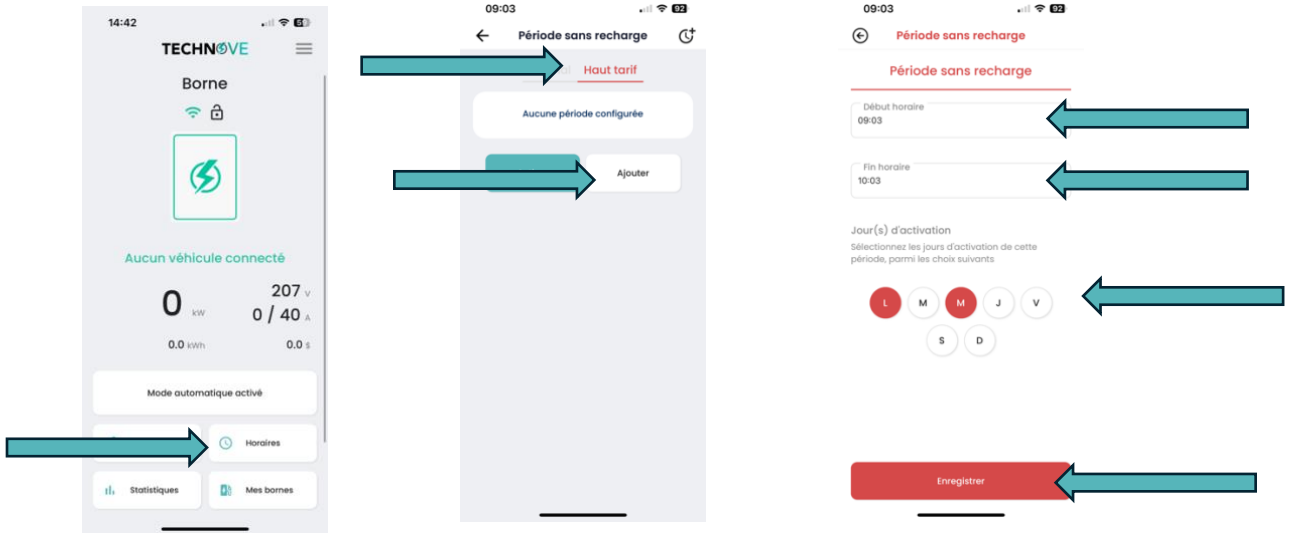 14:42
TECHNOVE
Borne
Aucun véhicule connecté
0 kW
207 V
0 / 40 A
0.0 kWh
0.0 $
Mode automatique activé
Horaires
Statistiques
Mes bornes
09:03
92
Période sans recharge
Haut tarif
Aucune période configurée
Ajouter
09:03
92
Période sans recharge
Période sans recharge
Début horaire
09:03
Fin horaire
10:03
Jour(s) d'activation
Sélectionnez les jours d'activation de cette
période, parmi les choix suivants
L M M J V
S D
Enregistrer